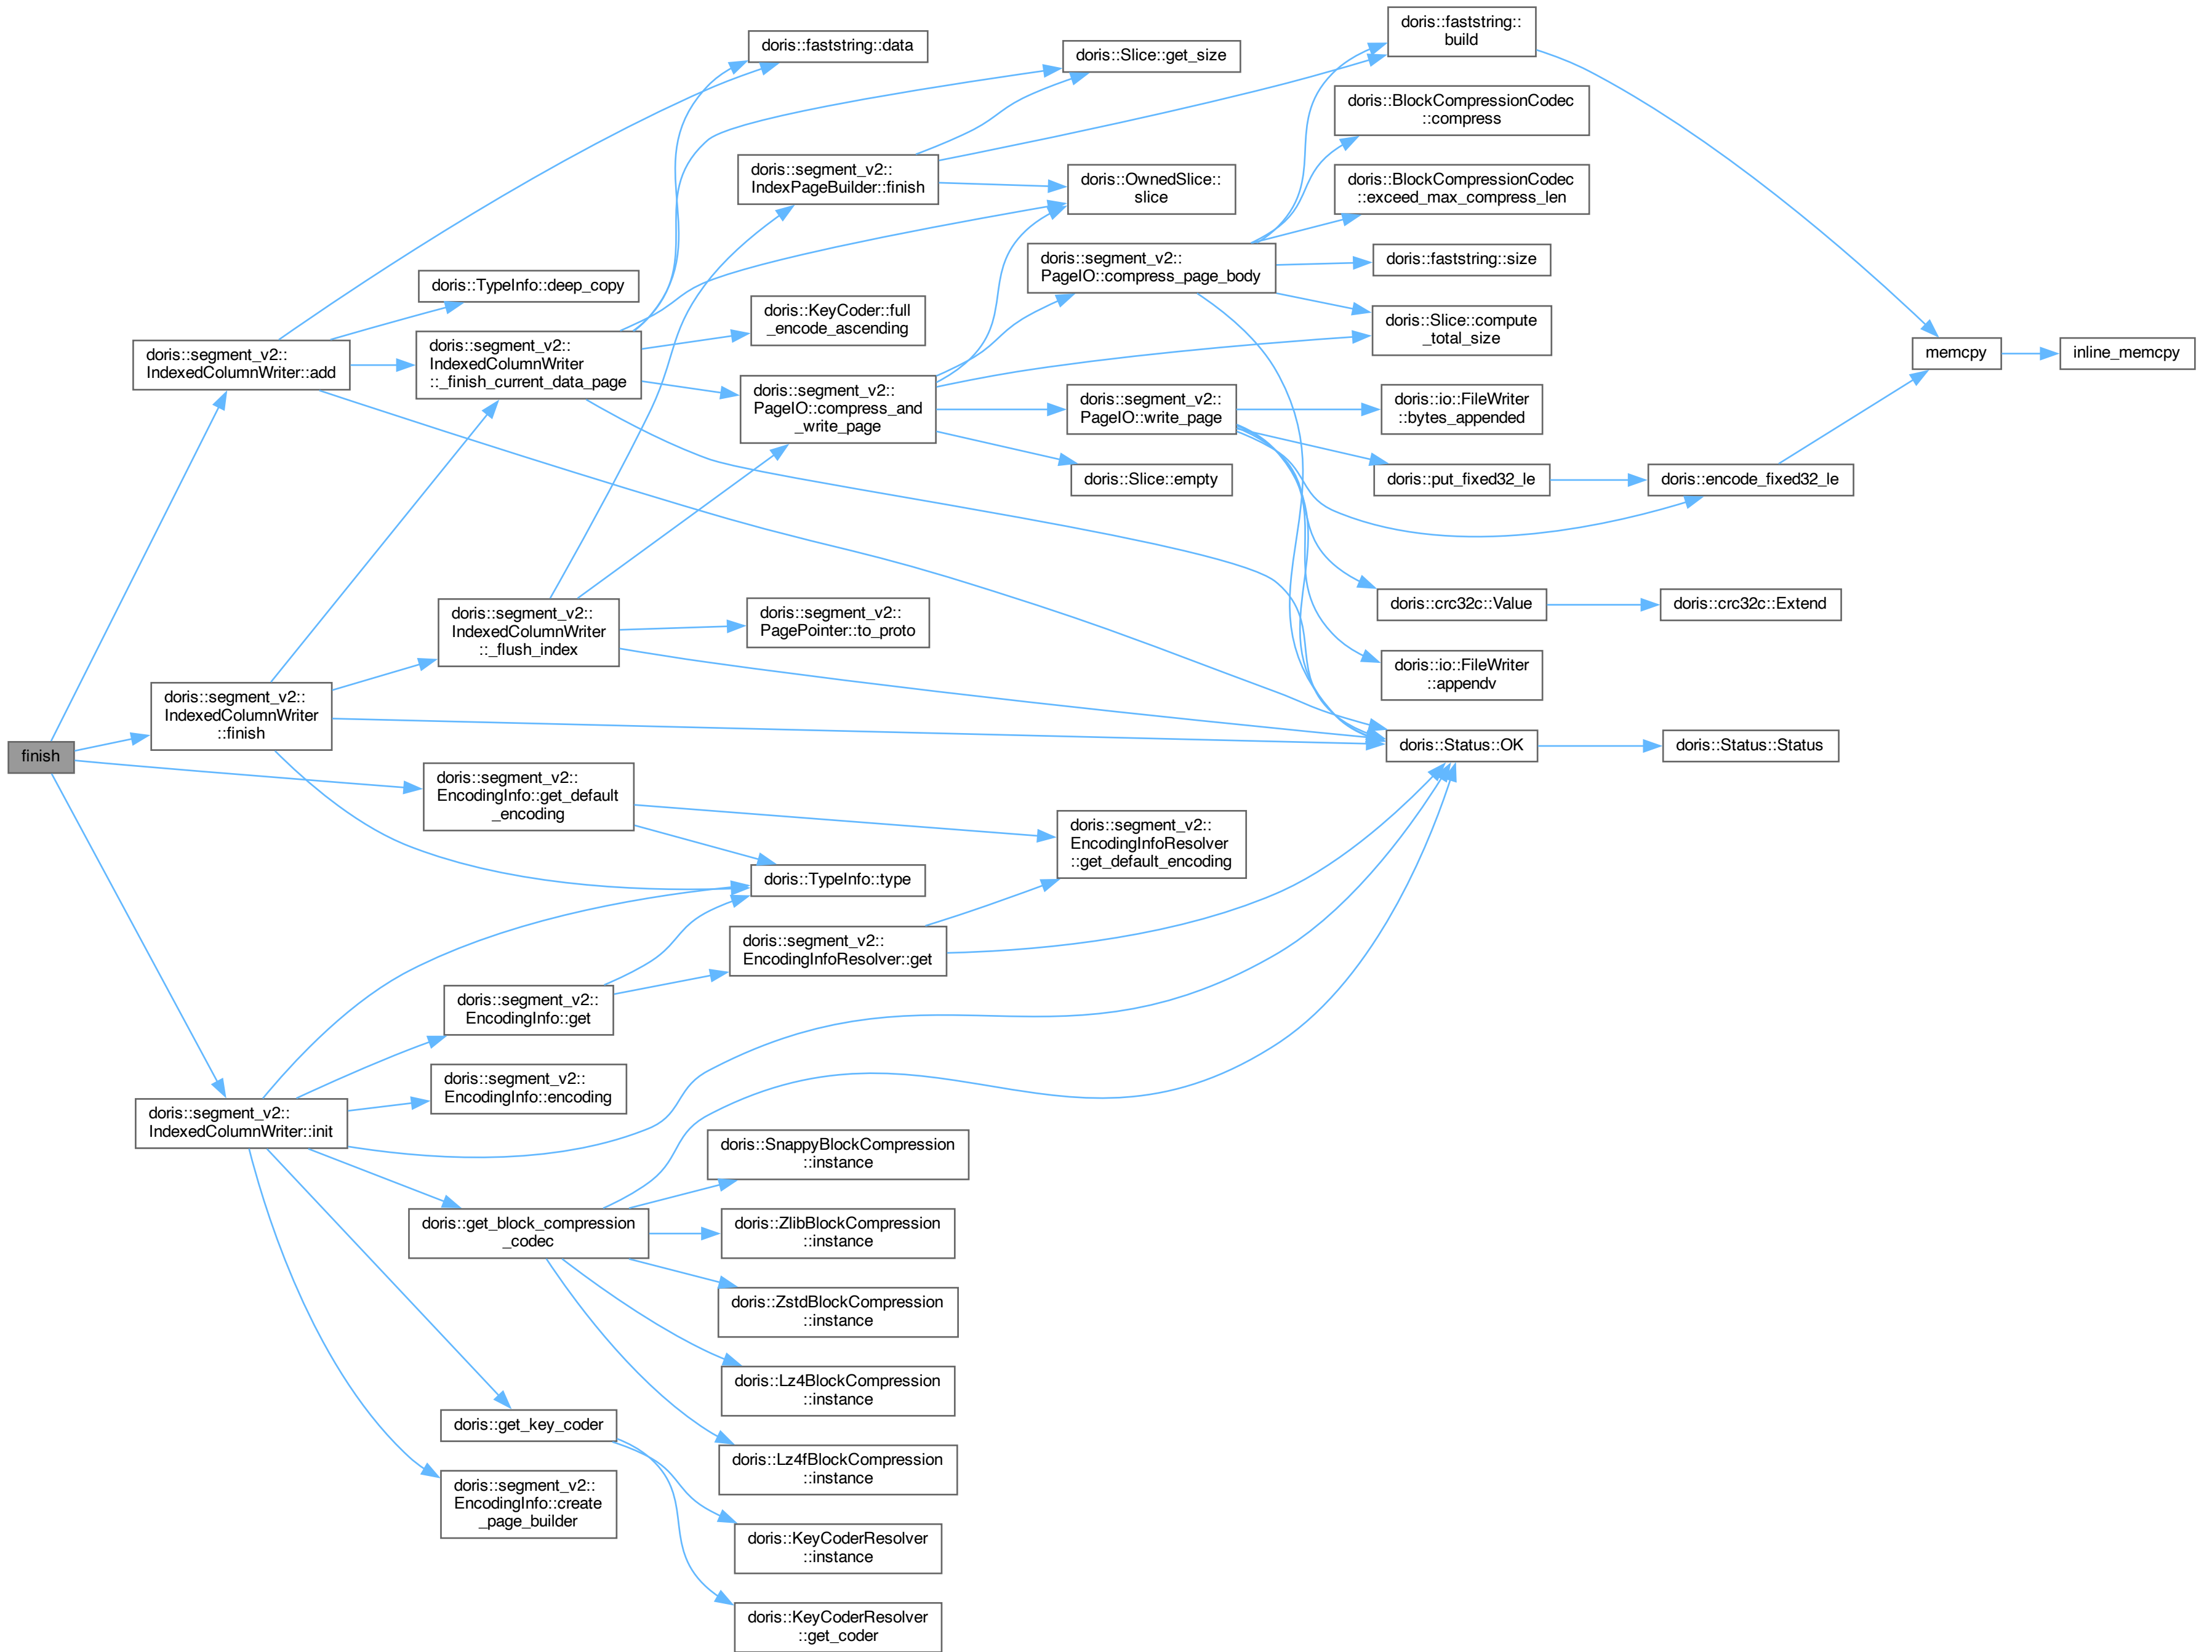 finish
doris::segment_v2::
IndexedColumnWriter::add
doris::segment_v2::
IndexedColumnWriter
::finish
doris::segment_v2::
IndexedColumnWriter::init
doris::TypeInfo::deep_copy
doris::segment_v2::
IndexedColumnWriter
::_finish_current_data_page
doris::segment_v2::
IndexedColumnWriter
::_flush_index
doris::segment_v2::
EncodingInfo::get_default
_encoding
doris::segment_v2::
EncodingInfo::get
doris::segment_v2::
EncodingInfo::encoding
doris::get_block_compression
_codec
doris::get_key_coder
doris::segment_v2::
EncodingInfo::create
_page_builder
doris::faststring::data
doris::segment_v2::
IndexPageBuilder::finish
doris::KeyCoder::full
_encode_ascending
doris::segment_v2::
PageIO::compress_and
_write_page
doris::segment_v2::
PagePointer::to_proto
doris::TypeInfo::type
doris::segment_v2::
EncodingInfoResolver::get
doris::SnappyBlockCompression
::instance
doris::ZlibBlockCompression
::instance
doris::ZstdBlockCompression
::instance
doris::Lz4BlockCompression
::instance
doris::Lz4fBlockCompression
::instance
doris::KeyCoderResolver
::instance
doris::KeyCoderResolver
::get_coder
doris::Slice::get_size
doris::OwnedSlice::
slice
doris::segment_v2::
PageIO::compress_page_body
doris::segment_v2::
PageIO::write_page
doris::Slice::empty
doris::segment_v2::
EncodingInfoResolver
::get_default_encoding
doris::faststring::
build
doris::BlockCompressionCodec
::compress
doris::BlockCompressionCodec
::exceed_max_compress_len
doris::faststring::size
doris::Slice::compute
_total_size
doris::io::FileWriter
::bytes_appended
doris::put_fixed32_le
doris::crc32c::Value
doris::io::FileWriter
::appendv
doris::Status::OK
doris::encode_fixed32_le
doris::crc32c::Extend
doris::Status::Status
memcpy
inline_memcpy